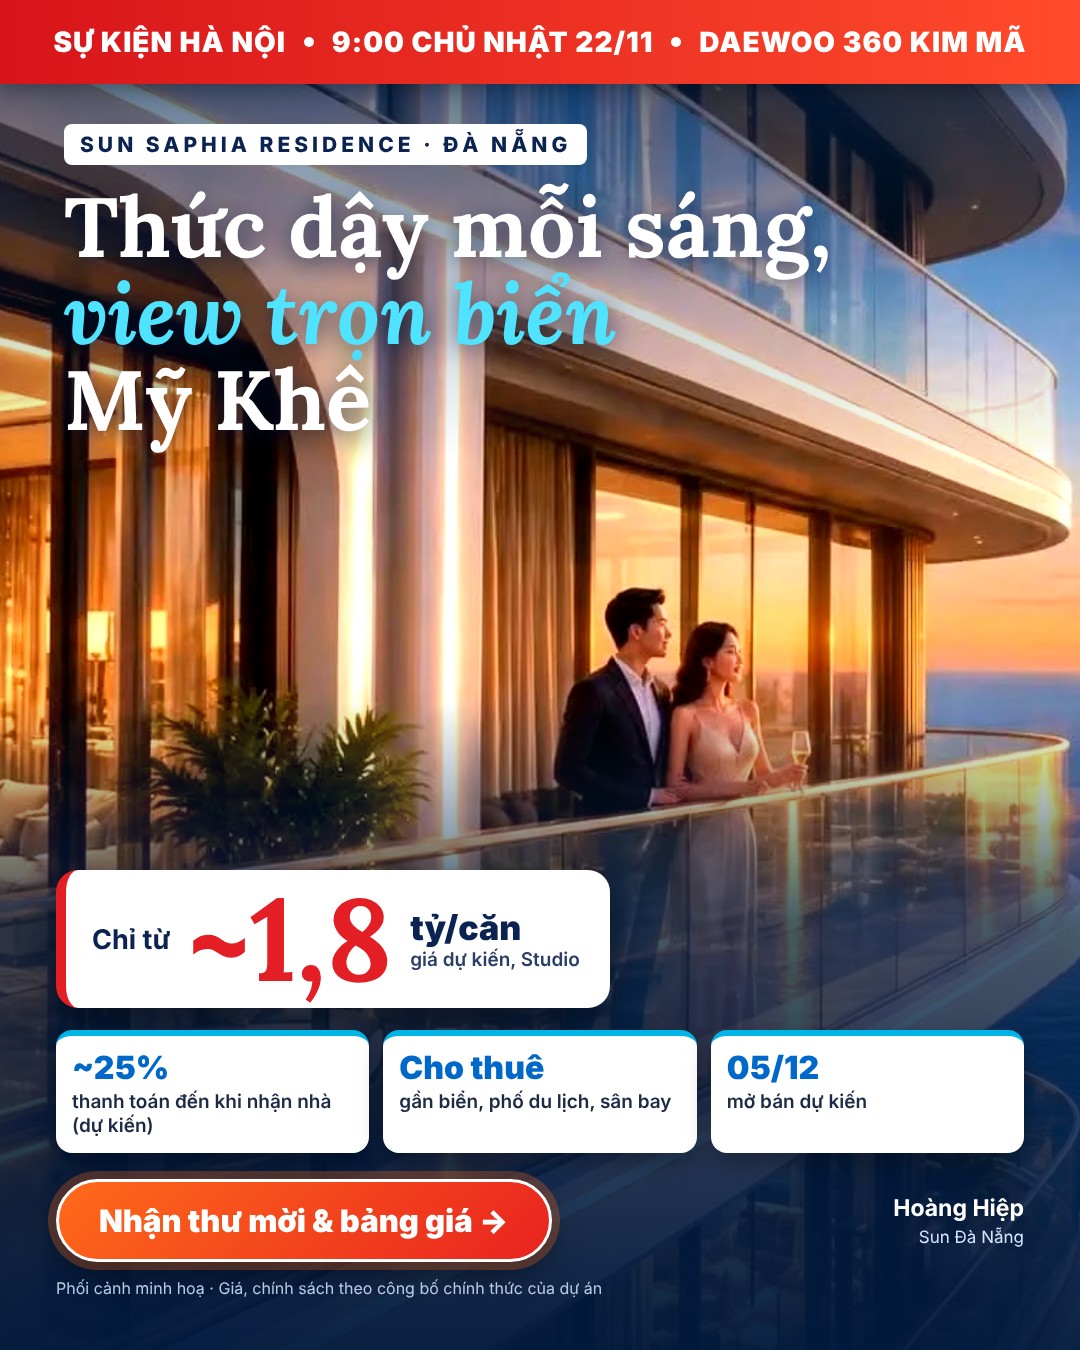 SỰ KIỆN HÀ NỘI • 9:00 CHỦ NHẬT 22/11 • DAEWOO 360 KIM MÃ
SUN SAPHIA RESIDENCE · ĐÀ NẴNG
Thức dậy mỗi sáng,
view trọn biển
Mỹ Khê
Chỉ từ ~1,8 tỷ/căn
giá dự kiến, Studio
~25%
thanh toán đến khi nhận nhà
(dự kiến)
Cho thuê
gần biển, phố du lịch, sân bay
05/12
mở bán dự kiến
Nhận thư mời & bảng giá →
Hoàng Hiệp
Sun Đà Nẵng
Phối cảnh minh hoạ · Giá, chính sách theo công bố chính thức của dự án